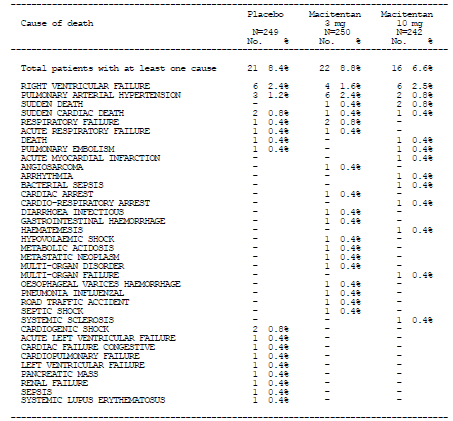 Placebo Macitentan Macitentan
Cause of death 3 mg 10 mg
N=249 N=250 N=242
No. % No. % No. %
Total patients with at least one cause 21 8.4% 22 8.8% 16 6.6%
RIGHT VENTRICULAR FAILURE 6 2.4% 4 1.6% 6 2.5%
PULMONARY ARTERIAL HYPERTENSION 3 1.2% 6 2.4% 2 0.8%
SUDDEN DEATH - 1 0.4% 2 0.8%
SUDDEN CARDIAC DEATH 2 0.8% 1 0.4% 1 0.4%
RESPIRATORY FAILURE 1 0.4% 2 0.8% -
ACUTE RESPIRATORY FAILURE 1 0.4% 1 0.4% -
DEATH 1 0.4% - 1 0.4%
PULMONARY EMBOLISM 1 0.4% - 1 0.4%
ACUTE MYOCARDIAL INFARCTION - - 1 0.4%
ANGIOSARCOMA - 1 0.4% -
ARRHYTHMIA - - 1 0.4%
BACTERIAL SEPSIS - - 1 0.4%
CARDIAC ARREST - 1 0.4% -
CARDIO-RESPIRATORY ARREST - - 1 0.4%
DIARRHOEA INFECTIOUS - 1 0.4% -
GASTROINTESTINAL HAEMORRHAGE - 1 0.4% -
HAEMATEMESIS - - 1 0.4%
HYPOVOLAEMIC SHOCK - 1 0.4% -
METABOLIC ACIDOSIS - 1 0.4% -
METASTATIC NEOPLASM - 1 0.4% -
MULTI-ORGAN DISORDER - 1 0.4% -
MULTI-ORGAN FAILURE - - 1 0.4%
OESOPHAGEAL VARICES HAEMORRHAGE - 1 0.4% -
PNEUMONIA INFLUENZAL - 1 0.4% -
ROAD TRAFFIC ACCIDENT - 1 0.4% -
SEPTIC SHOCK - 1 0.4% -
SYSTEMIC SCLEROSIS - - 1 0.4%
CARDIOGENIC SHOCK 2 0.8% - -
ACUTE LEFT VENTRICULAR FAILURE 1 0.4% - -
CARDIAC FAILURE CONGESTIVE 1 0.4% - -
CARDIOPULMONARY FAILURE 1 0.4% - -
LEFT VENTRICULAR FAILURE 1 0.4% - -
PANCREATIC MASS 1 0.4% - -
RENAL FAILURE 1 0.4% - -
SEPSIS 1 0.4% - -
SYSTEMIC LUPUS ERYTHEMATOSUS 1 0.4% - -